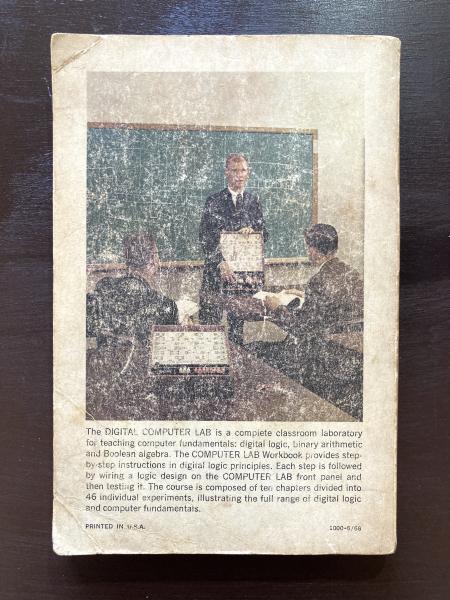 The DIGITAL COMPUTER LAB is a complete classroom laboratory
for teaching computer fundamentals: digital logic, binary arithmetic
and Boolean algebra. The COMPUTER LAB Workbook provides step-
by-step instructions in digital logic principles. Each step is followed
by wiring a logic design on the COMPUTER LAB front panel and
then testing it. The course is composed of ten chapters divided into
46 individual experiments, illustrating the full range of digital logic
and computer fundamentals.
PRINTED IN U.S.A. 1000-6/68